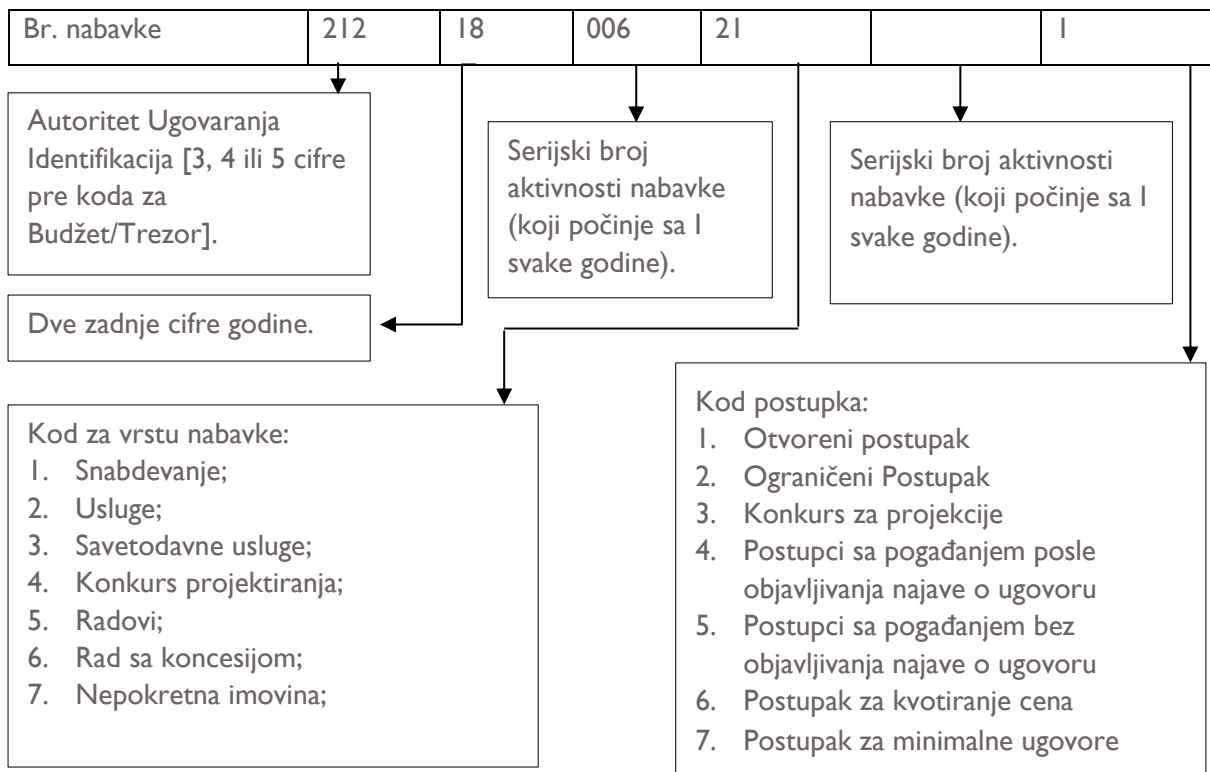 Br. nabavke 212 18 006 21 1
Autoritet Ugovaranja
Identifikacija [3, 4 ili 5 cifre
pre koda za
Budžet/Trezor].
Serijski broj
aktivnosti nabavke
(koji počinje sa 1
svake godine).
Serijski broj aktivnosti
nabavke (koji počinje sa 1
svake godine).
Dve zadnje cifre godine.
Kod za vrstu nabavke:
1. Snabdevanje;
2. Usluge;
3. Savetodavne usluge;
4. Konkurs projektiranja;
5. Radovi;
6. Rad sa koncesijom;
7. Nepokretna imovina;
Kod postupka:
1. Otvoreni postupak
2. Ograničeni Postupak
3. Konkurs za projekcije
4. Postupci sa pogađanjem posle
objavljivanja najave o ugovoru
5. Postupci sa pogađanjem bez
objavljivanja najave o ugovoru
6. Postupak za kvotiranje cena
7. Postupak za minimalne ugovore